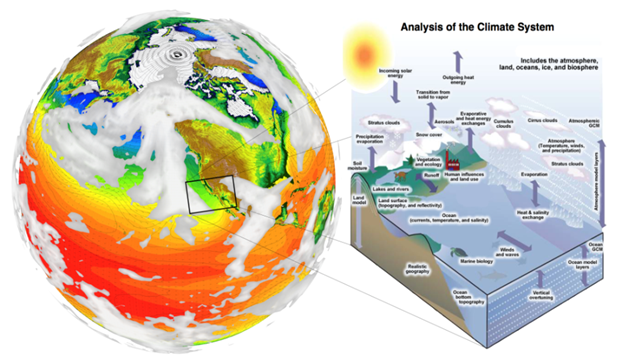 Analysis of the Climate System
Includes the atmosphere,
land, oceans, ice, and biosphere
Incoming solar
energy
Outgoing heat
energy
Transition from
solid to vapor
Stratus clouds
Aerosols
Evaporative
and heat energy
exchanges
Cumulus
clouds
Cirrus clouds
Atmospheric
GCM
Precipitation
evaporation
Snow cover
Atmosphere
(Temperature, winds,
and precipitation)
Stratus clouds
Atmosphere model layers
Soil
moisture
Vegetation
and ecology
Runoff
Human influences
and land use
Evaporation
Lakes and rivers
Land
model
Land surface
(topography, and reflectivity)
Ocean
(currents, temperature, and salinity)
Heat & salinity
exchange
Winds
and waves
Ocean
GCM
Ocean model
layers
Marine biology
Realistic
geography
Ocean
bottom
topography
Vertical
overturning